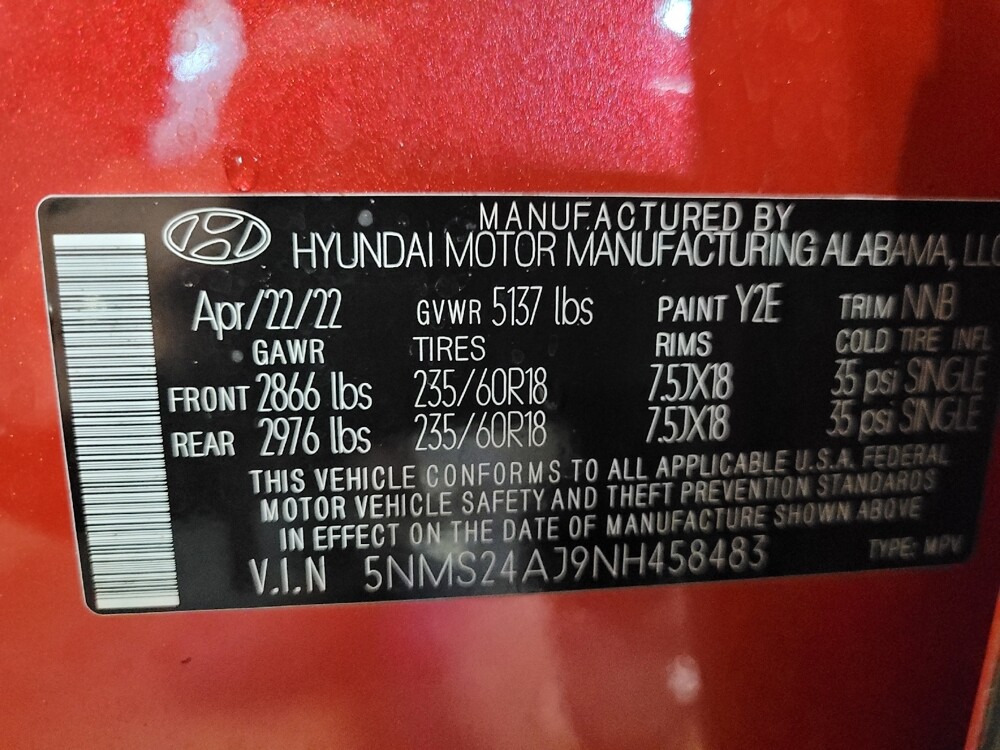 MANUFACTURED BY
HYUNDAI MOTOR MANUFACTURING ALABAMA, LLC
Apr/22/22 GVWR 5137 lbs PAINT Y2E TRIM NNB
GAWR TIRES RIMS COLD TIRE INFL
FRONT 2866 lbs 235/60R18 7.5JX18 35 psi SINGLE
REAR 2976 lbs 235/60R18 7.5JX18 35 psi SINGLE
THIS VEHICLE CONFORMS TO ALL APPLICABLE U.S.A. FEDERAL
MOTOR VEHICLE SAFETY AND THEFT PREVENTION STANDARDS
IN EFFECT ON THE DATE OF MANUFACTURE SHOWN ABOVE
V.I.N 5NMS24AJ9NH458483 TYPE: MPV